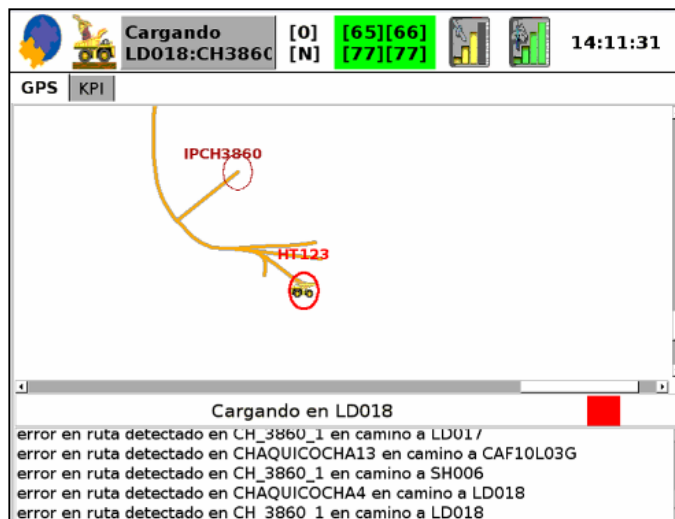 Cargando
LD018:CH3860
[0]
[N]
[65][66]
[77][77]
14:11:31
GPS
KPI
IPCH3860
HT123
Cargando en LD018
error en ruta detectado en CH_3860_1 en camino a LD017
error en ruta detectado en CHAQUICOCHA13 en camino a CAF10L03G
error en ruta detectado en CH_3860_1 en camino a SH006
error en ruta detectado en CHAQUICOCHA4 en camino a LD018
error en ruta detectado en CH_3860_1 en camino a LD018